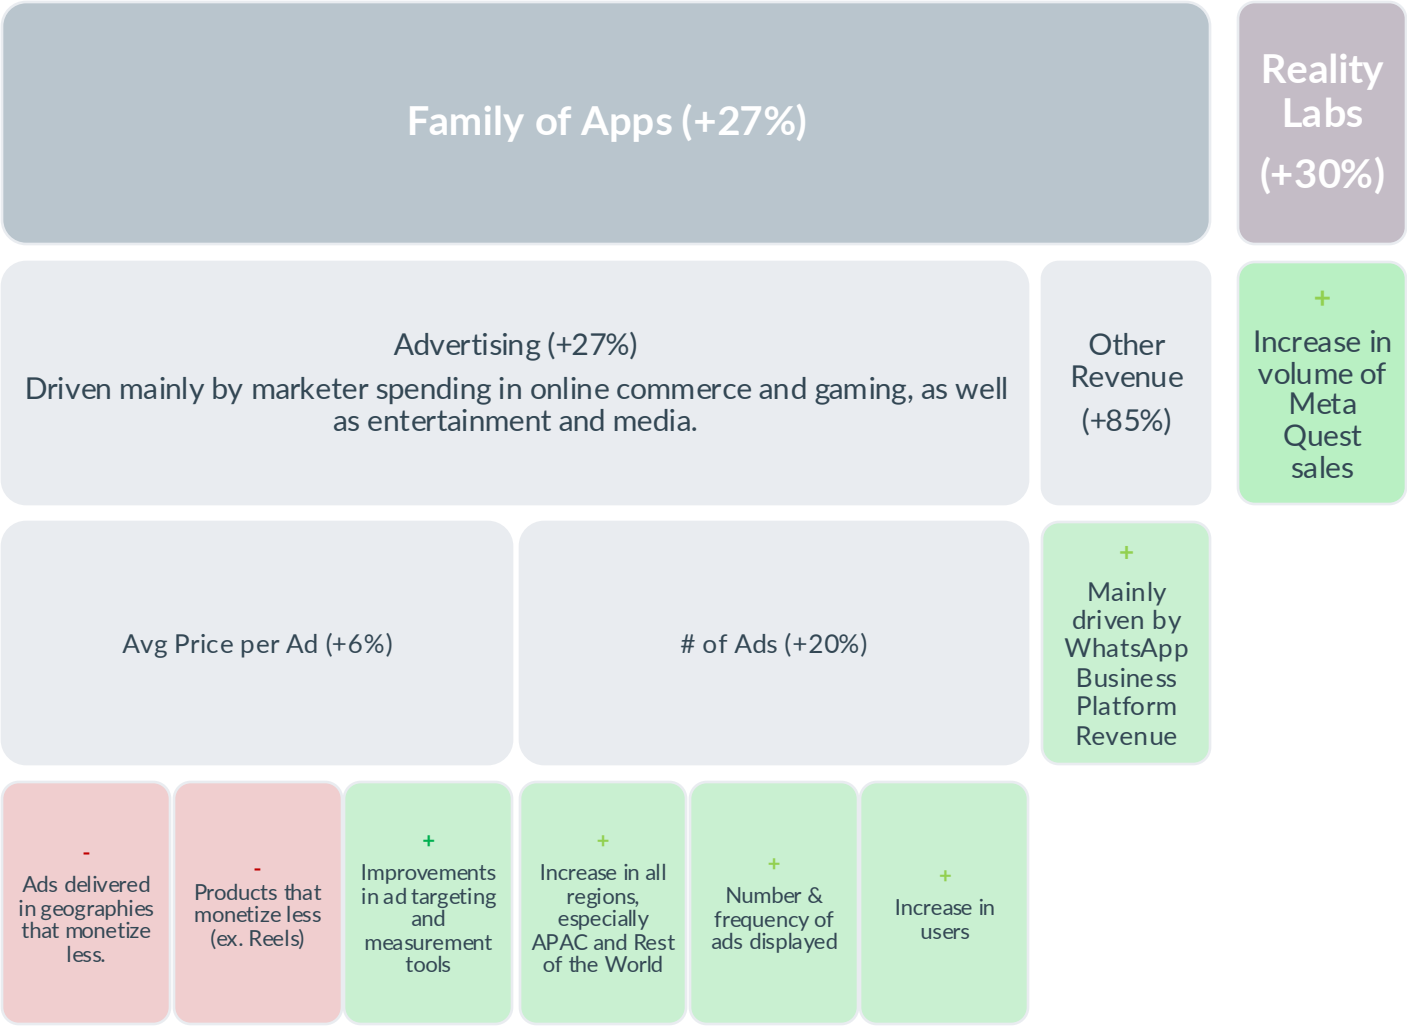 Family of Apps (+27%)
Reality
Labs
(+30%)
Advertising (+27%)
Driven mainly by marketer spending in online commerce and gaming, as well
as entertainment and media.
Other
Revenue
(+85%)
+
Increase in
volume of
Meta
Quest
sales
Avg Price per Ad (+6%)
# of Ads (+20%)
+
Mainly
driven by
WhatsApp
Business
Platform
Revenue
-
Ads delivered
in geographies
that monetize
less.
-
Products that
monetize less
(ex. Reels)
+
Improvements
in ad targeting
and
measurement
tools
+
Increase in all
regions,
especially
APAC and Rest
of the World
+
Number &
frequency of
ads displayed
+
Increase in
users